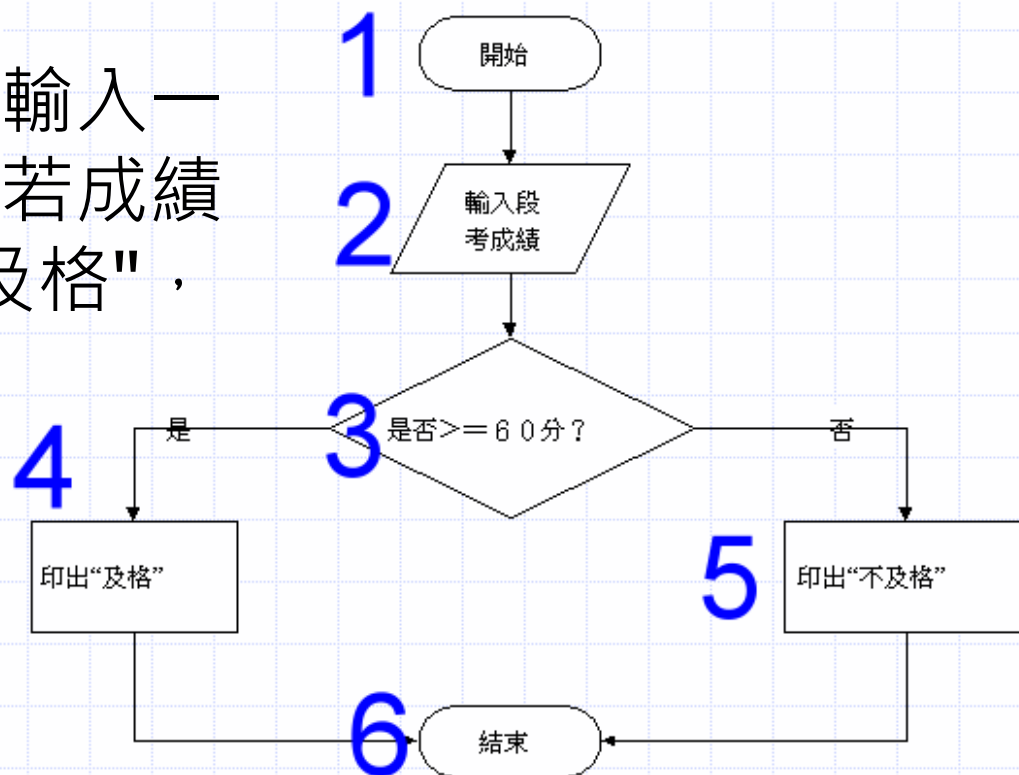 輸入一
若成績
及格"，
1
開始
2
輸入段
考成績
3
是否>＝６０分？
是
否
4
印出“及格”
5
印出“不及格”
6
結束